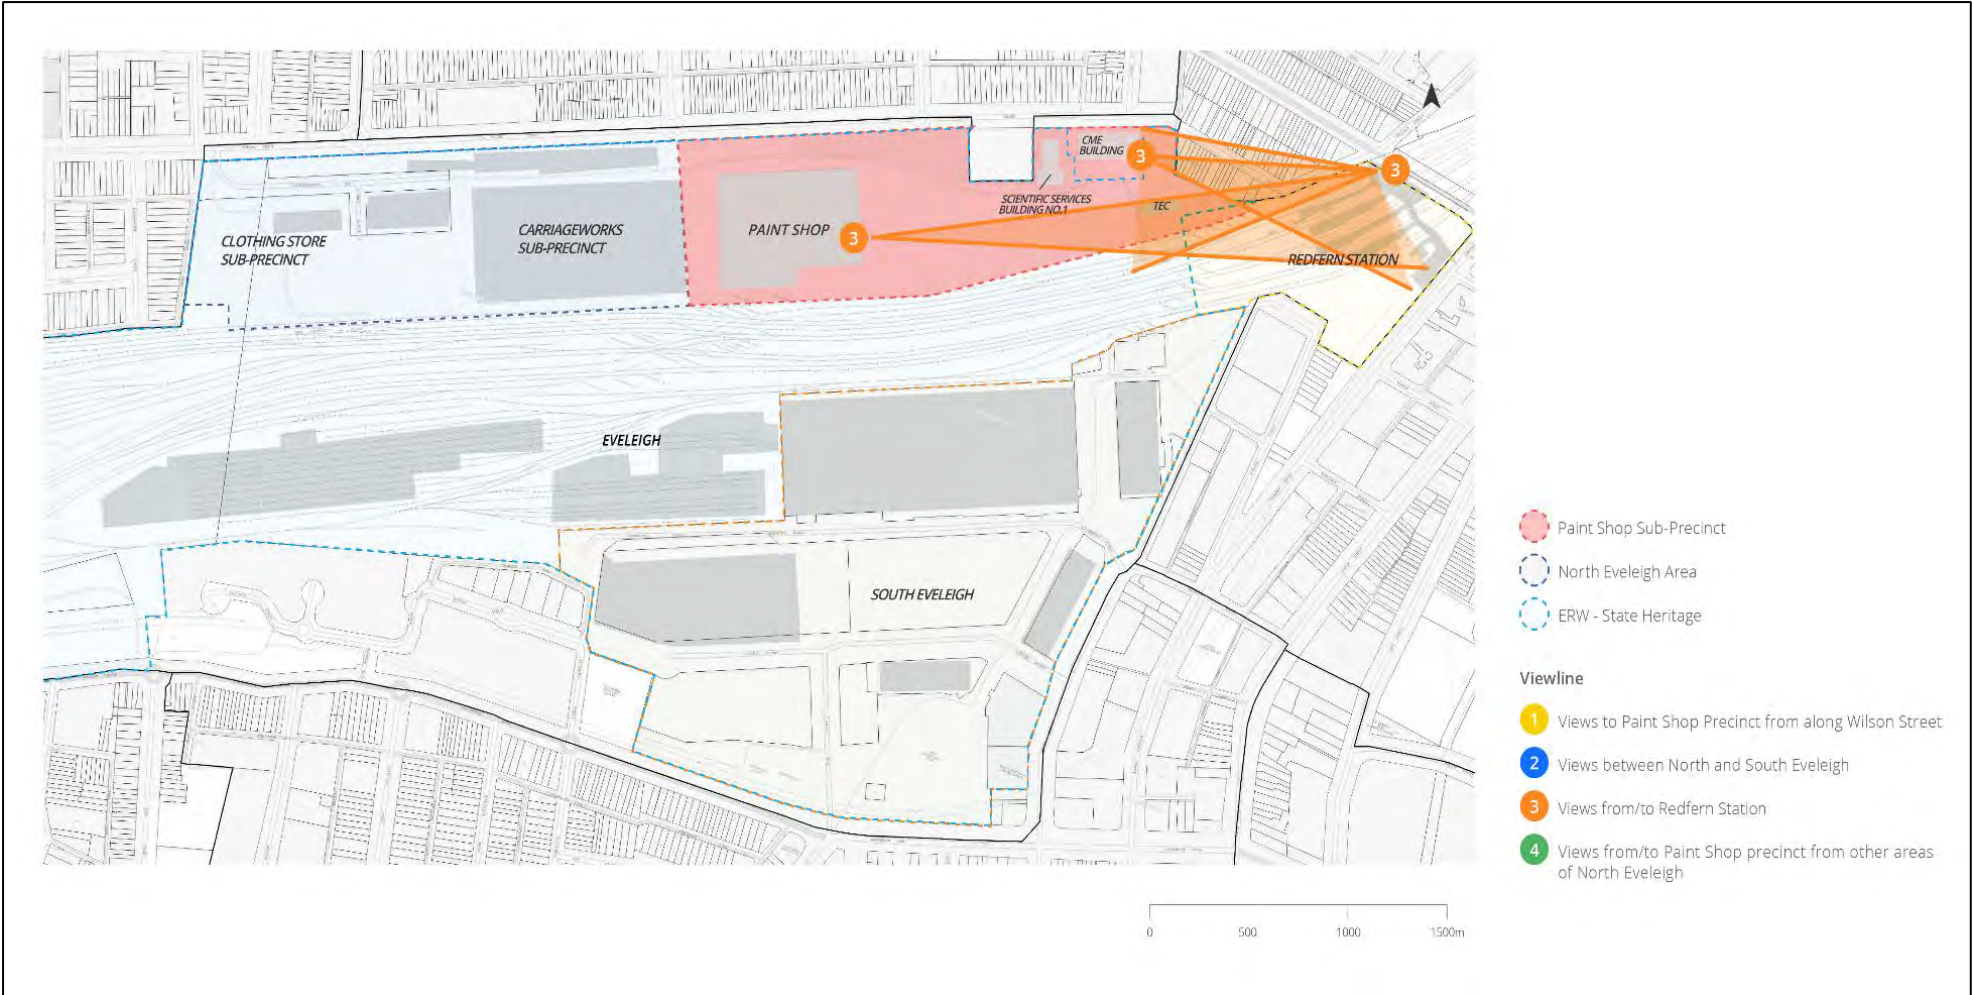 CME
BUILDING
3
3
SCIENTIFIC SERVICES
BUILDING NO.1
TEC
CLOTHING STORE
SUB-PRECINCT
CARRIAGEWORKS
SUB-PRECINCT
PAINT SHOP
3
REDFERN STATION
EVELEIGH
SOUTH EVELEIGH
Paint Shop Sub-Precinct
North Eveleigh Area
ERW - State Heritage
Viewline
1 Views to Paint Shop Precinct from along Wilson Street
2 Views between North and South Eveleigh
3 Views from/to Redfern Station
4 Views from/to Paint Shop precinct from other areas
of North Eveleigh
0 500 1000 1500m